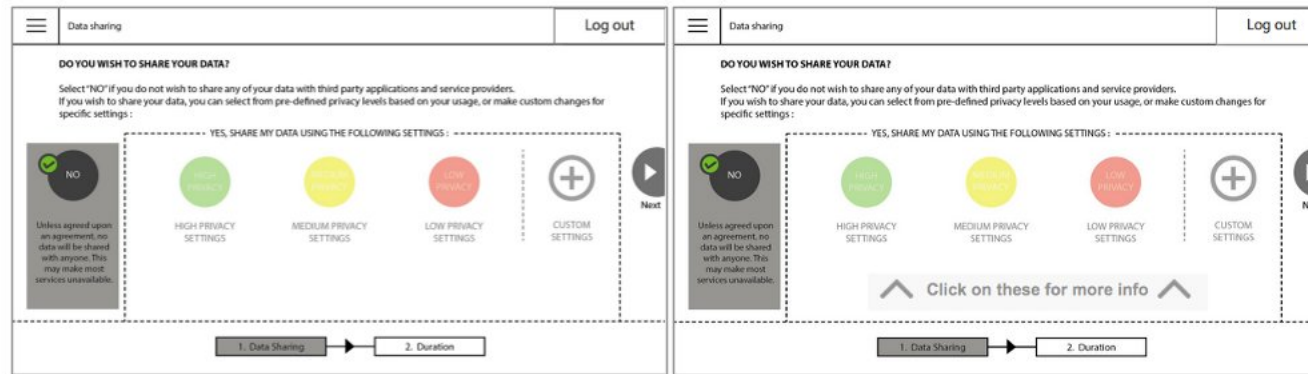 Data sharing
Log out
DO YOU WISH TO SHARE YOUR DATA?
Select "NO" if you do not wish to share any of your data with third party applications and service providers.
If you wish to share your data, you can select from pre-defined privacy levels based on your usage, or make custom changes for
specific settings :
YES, SHARE MY DATA USING THE FOLLOWING SETTINGS :
NO
HIGH
PRIVACY
MEDIUM
PRIVACY
LOW
PRIVACY
Next
Unless agreed upon
an agreement, no
data will be shared
with anyone. This
may make most
services unavailable.
HIGH PRIVACY
SETTINGS
MEDIUM PRIVACY
SETTINGS
LOW PRIVACY
SETTINGS
CUSTOM
SETTINGS
1. Data Sharing
2. Duration
Data sharing
Log out
DO YOU WISH TO SHARE YOUR DATA?
Select "NO" if you do not wish to share any of your data with third party applications and service providers.
If you wish to share your data, you can select from pre-defined privacy levels based on your usage, or make custom changes for
specific settings :
YES, SHARE MY DATA USING THE FOLLOWING SETTINGS :
NO
HIGH
PRIVACY
MEDIUM
PRIVACY
LOW
PRIVACY
N
Unless agreed upon
an agreement, no
data will be shared
with anyone. This
may make most
services unavailable.
HIGH PRIVACY
SETTINGS
MEDIUM PRIVACY
SETTINGS
LOW PRIVACY
SETTINGS
CUSTOM
SETTINGS
Click on these for more info
1. Data Sharing
2. Duration